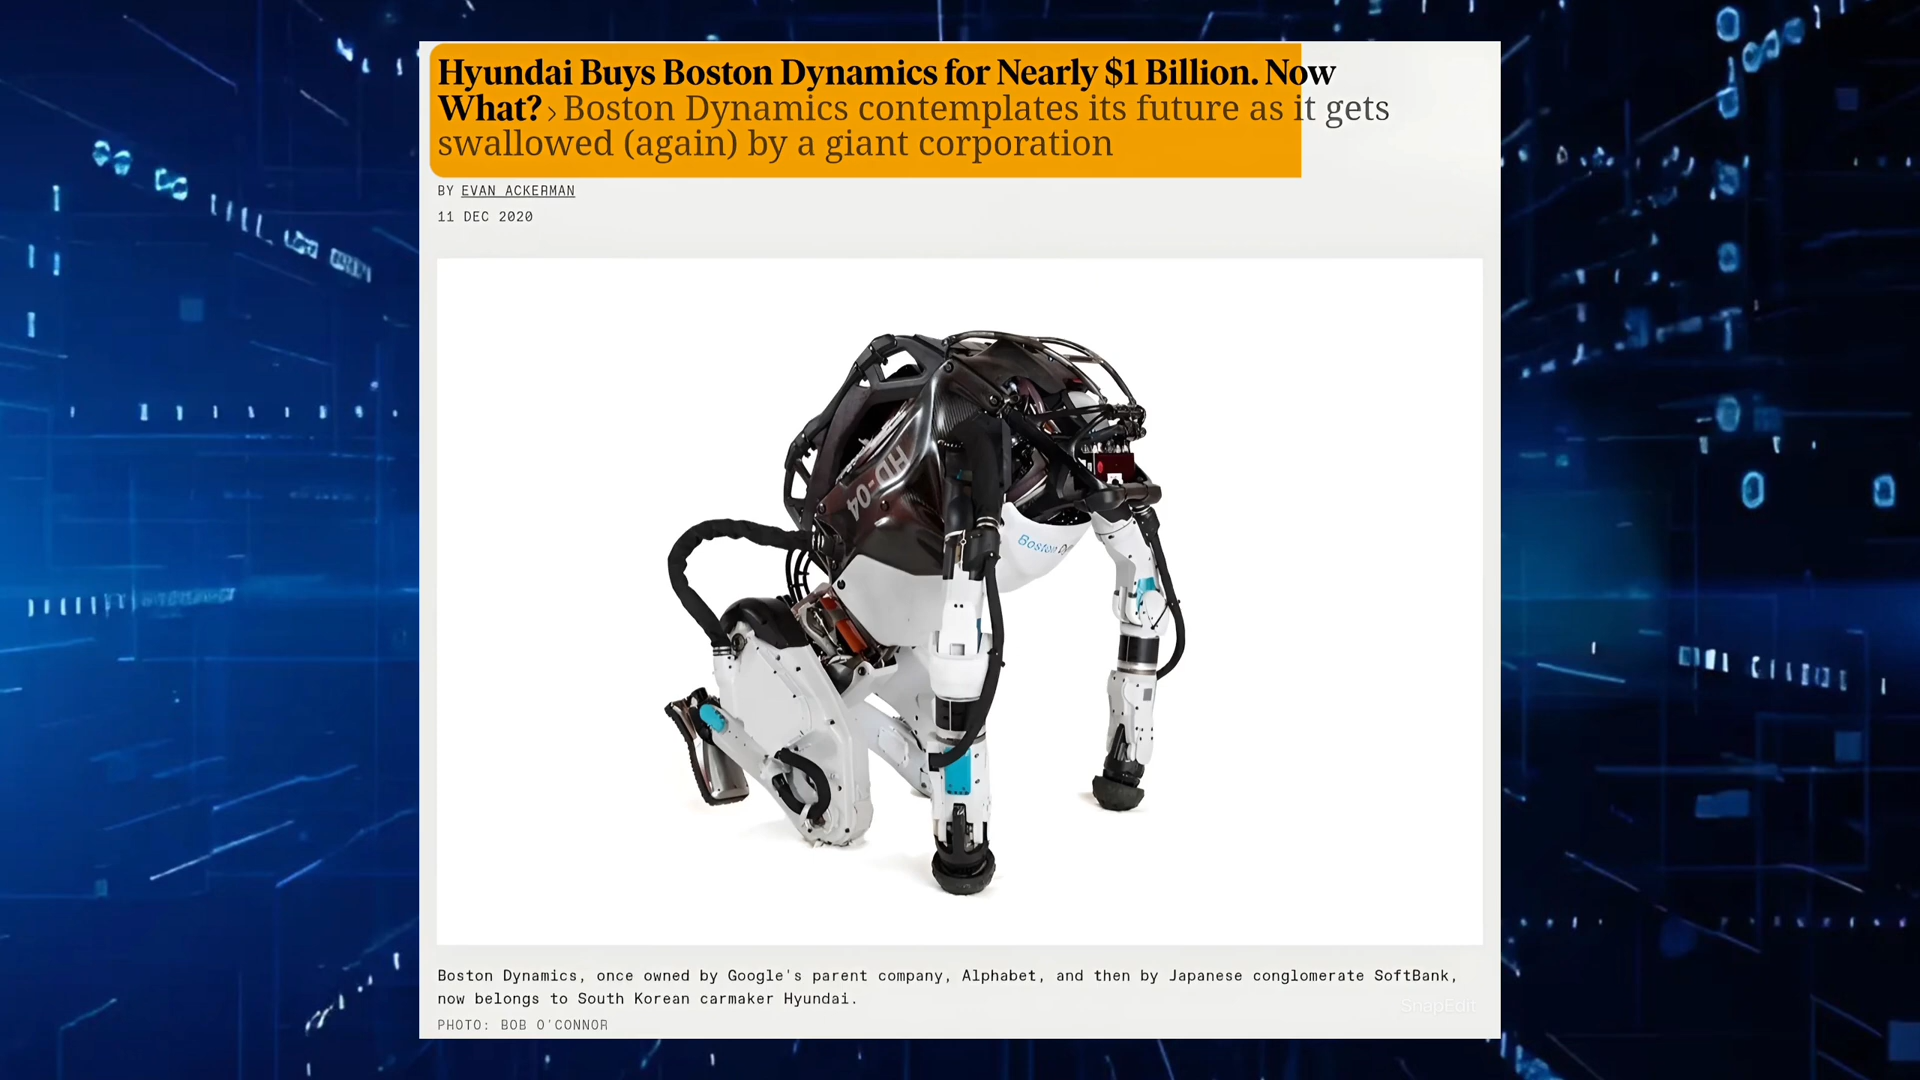 Hyundai Buys Boston Dynamics for Nearly $1 Billion. Now
What? › Boston Dynamics contemplates its future as it gets
swallowed (again) by a giant corporation
BY EVAN ACKERMAN
11 DEC 2020
HD-04
Boston Dy
Boston Dynamics, once owned by Google's parent company, Alphabet, and then by Japanese conglomerate SoftBank,
now belongs to South Korean carmaker Hyundai.
SnapEdit
PHOTO: BOB O'CONNOR